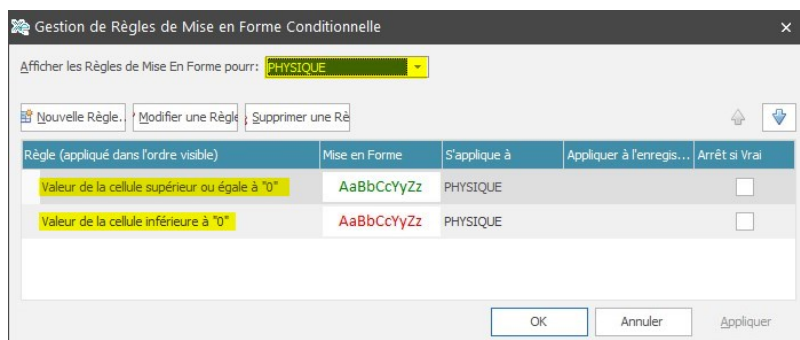 Gestion de Règles de Mise en Forme Conditionnelle
Afficher les Règles de Mise En Forme pourr: PHYSIQUE
Nouvelle Règle.. Modifier une Règle Supprimer une Rè
Règle (appliqué dans l'ordre visible) Mise en Forme S'applique à Appliquer à l'enregis... Arrêt si Vrai
Valeur de la cellule supérieur ou égale à "0" AaBbCcYyZz PHYSIQUE
Valeur de la cellule inférieure à "0" AaBbCcYyZz PHYSIQUE
OK Annuler Appliquer